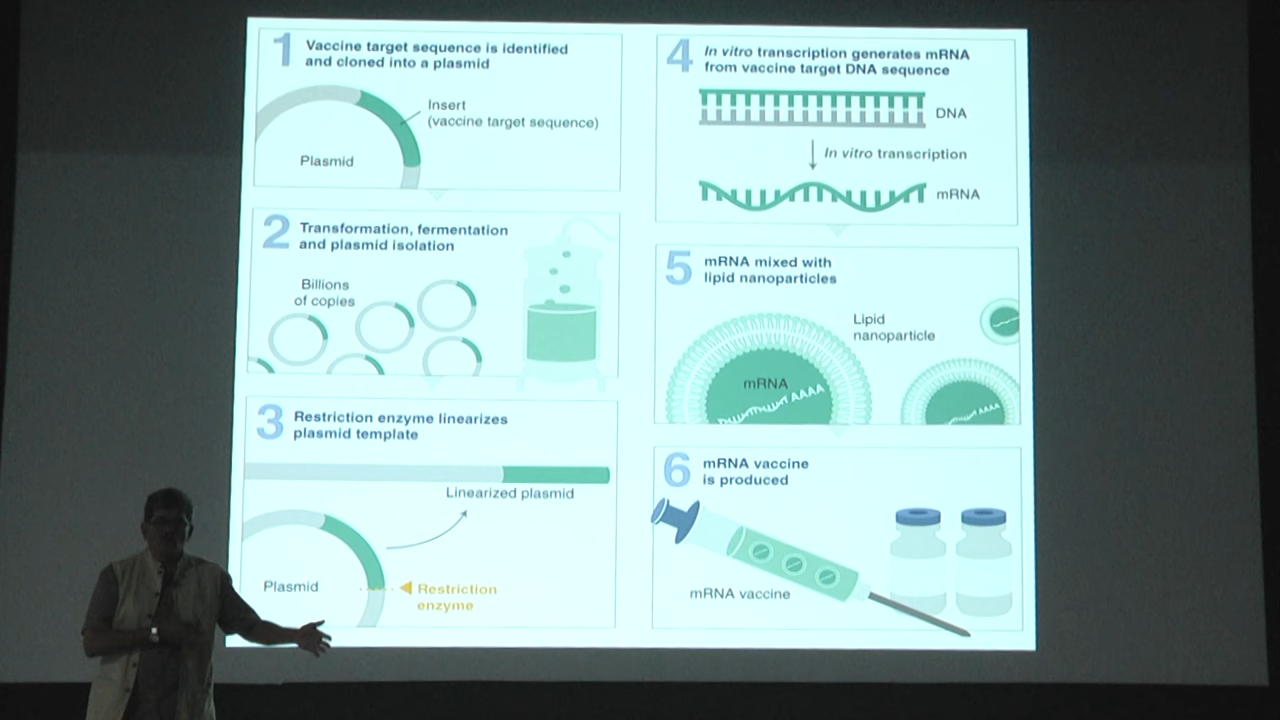 1
Vaccine target sequence is identified
and cloned into a plasmid
Insert
(vaccine target sequence)
Plasmid
2
Transformation, fermentation
and plasmid isolation
Billions
of copies
3
Restriction enzyme linearizes
plasmid template
Linearized plasmid
Plasmid
Restriction
enzyme
4
In vitro transcription generates mRNA
from vaccine target DNA sequence
DNA
In vitro transcription
mRNA
5
mRNA mixed with
lipid nanoparticles
Lipid
nanoparticle
mRNA
AAAA
AAAA
6
mRNA vaccine
is produced
mRNA vaccine